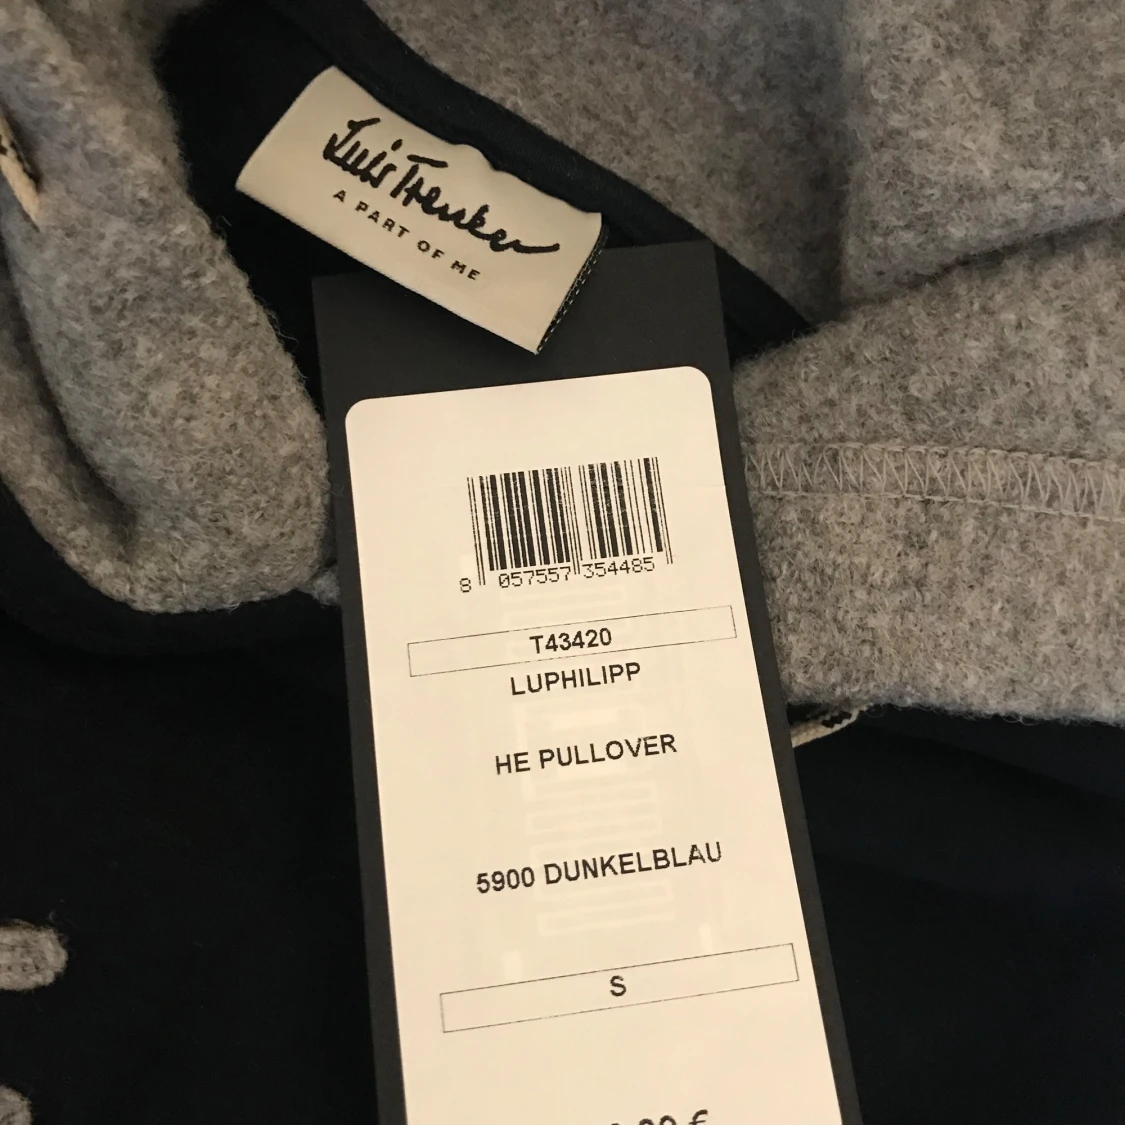 Luis Trenker
A PART OF ME
8 057557 354485
T43420
LUPHILIPP
HE PULLOVER
5900 DUNKELBLAU
S
€